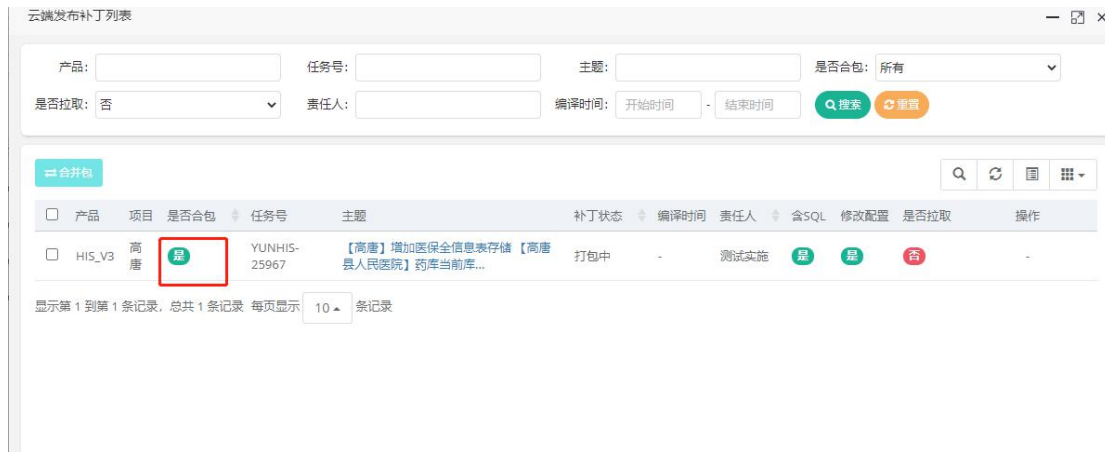 云端发布补丁列表
产品: 任务号: 主题: 是否合包: 所有
是否拉取: 否 责任人: 编译时间: 开始时间 - 结束时间 搜索 重置
合并包
产品 项目 是否合包 任务号 主题 补丁状态 编译时间 责任人 含SQL 修改配置 是否拉取 操作
HIS_V3 高唐 是 YUNHIS-25967 【高唐】增加医保全信息表存储 【高唐县人民医院】药库当前库... 打包中 - 测试实施 是 是 否 -
显示第 1 到第 1 条记录，总共 1 条记录 每页显示 10 条记录